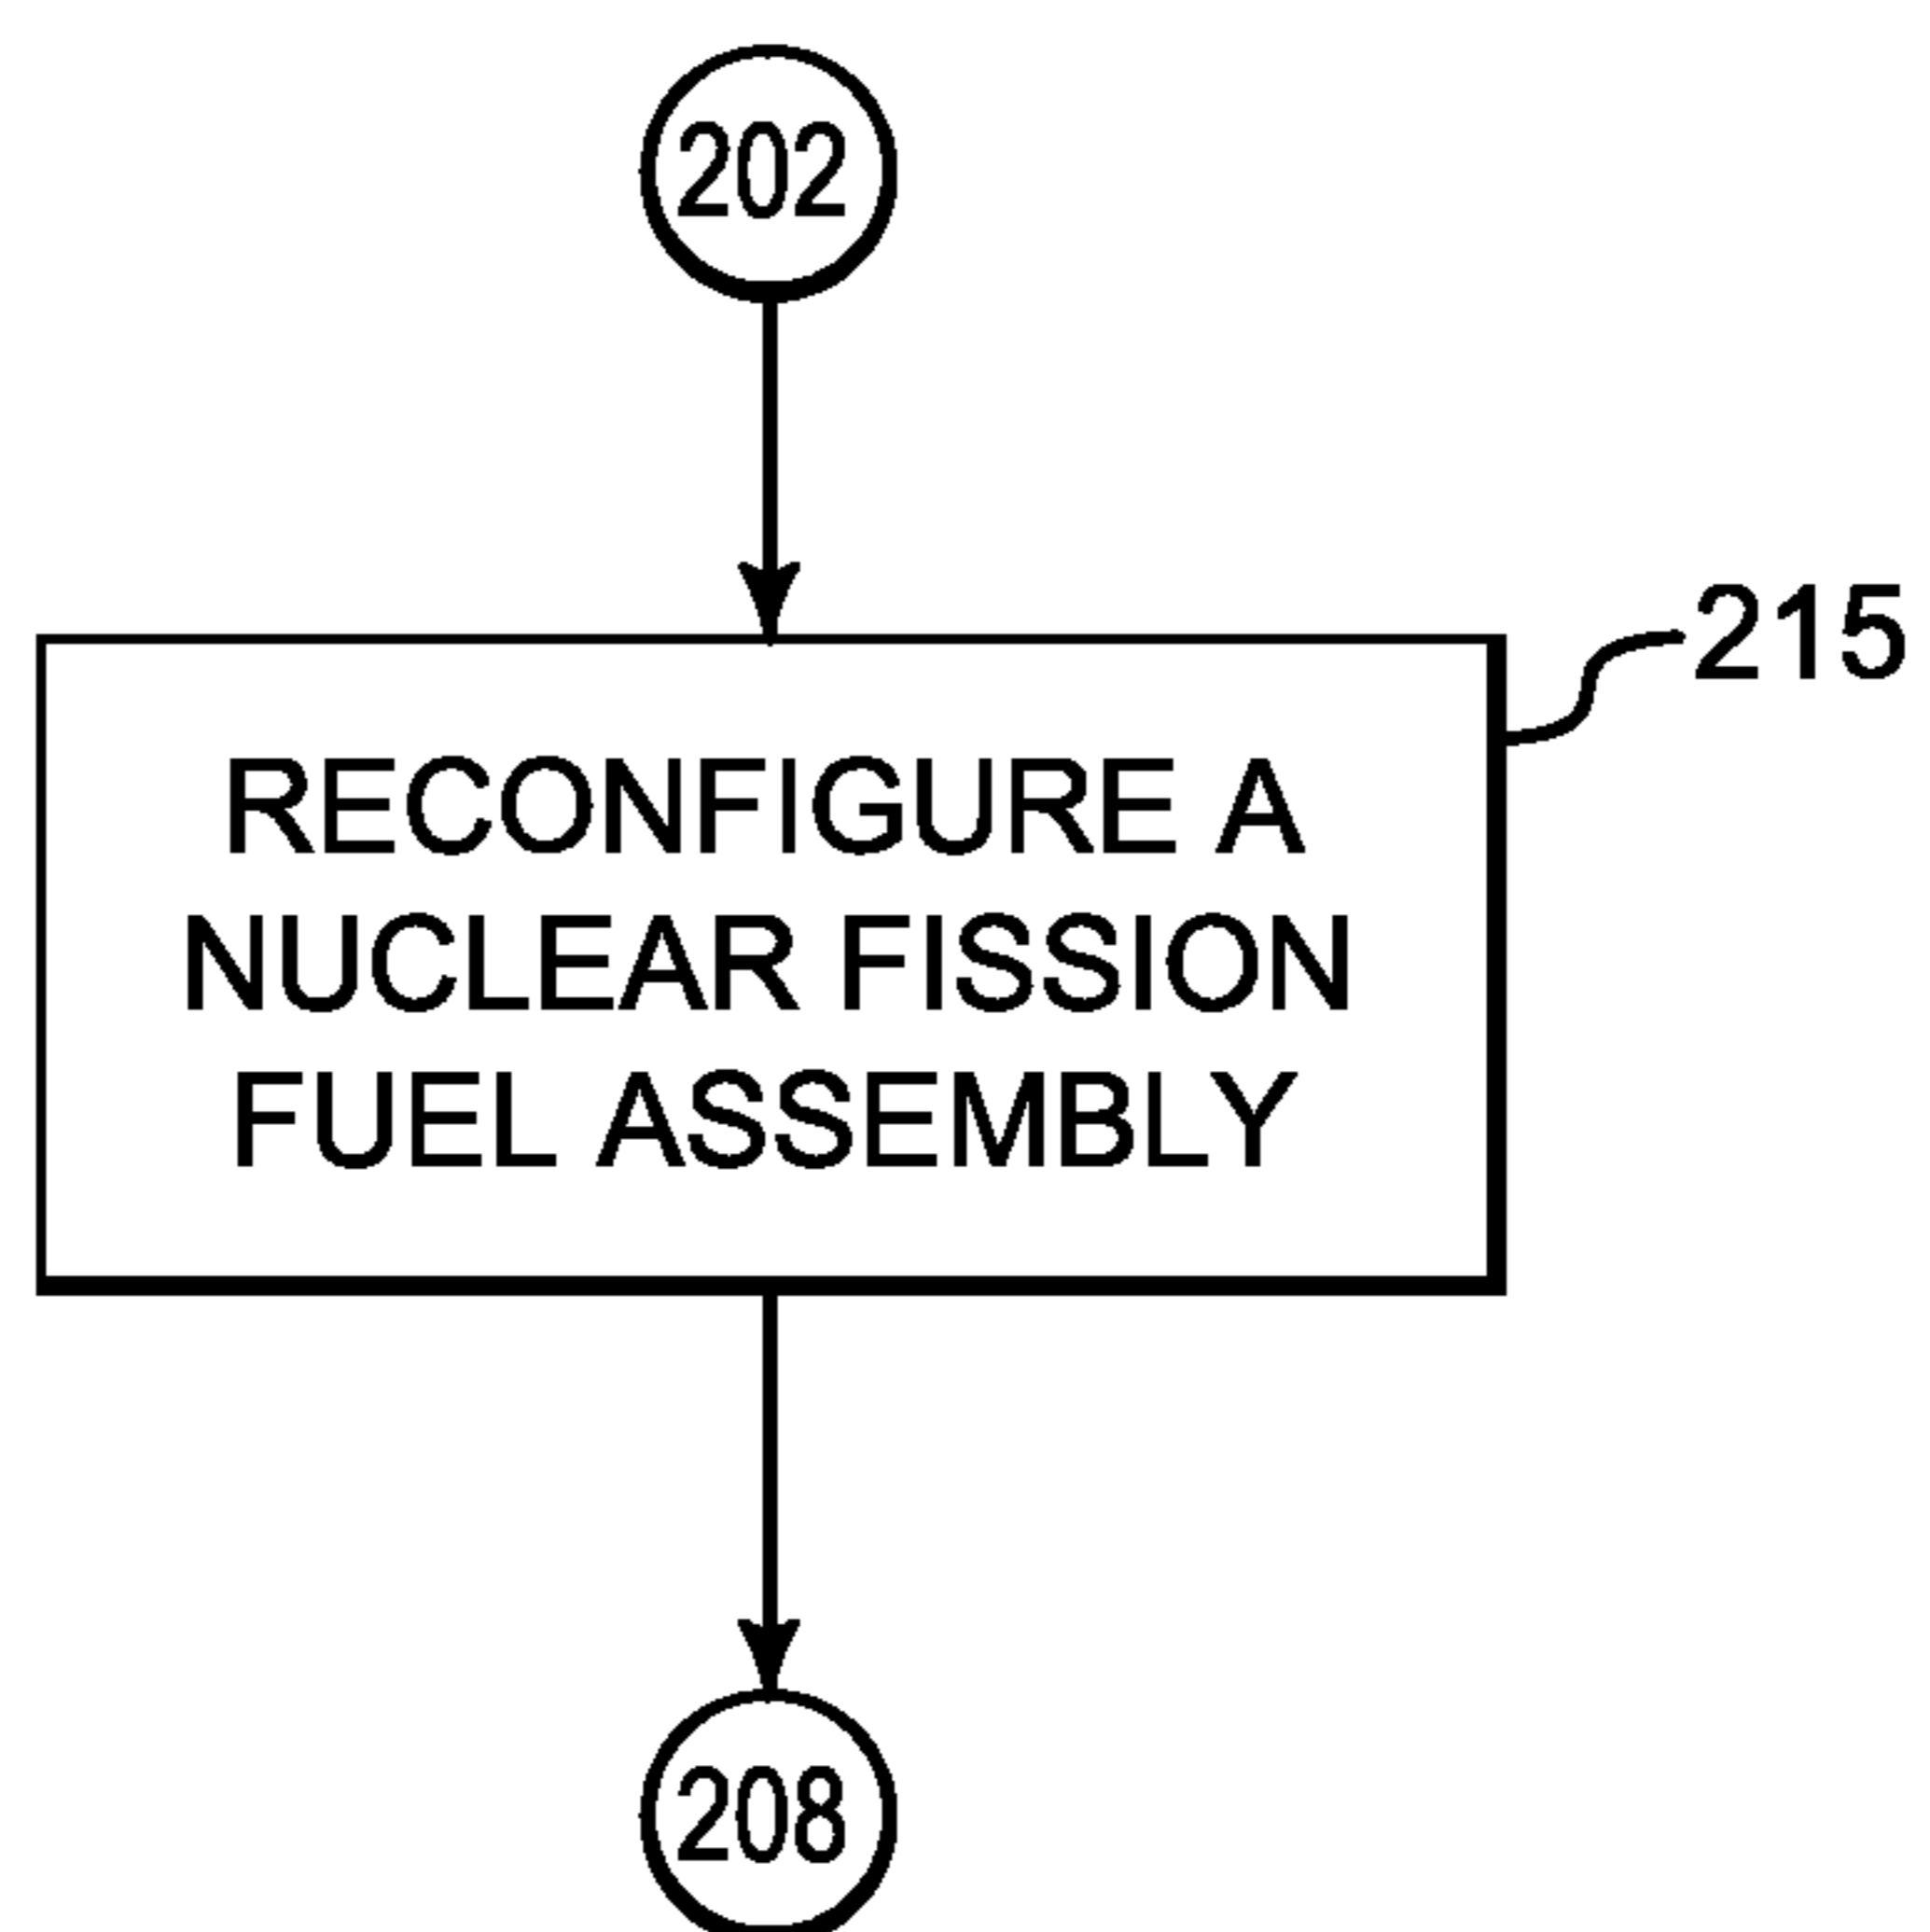 202
215
RECONFIGURE A
NUCLEAR FISSION
FUEL ASSEMBLY
208